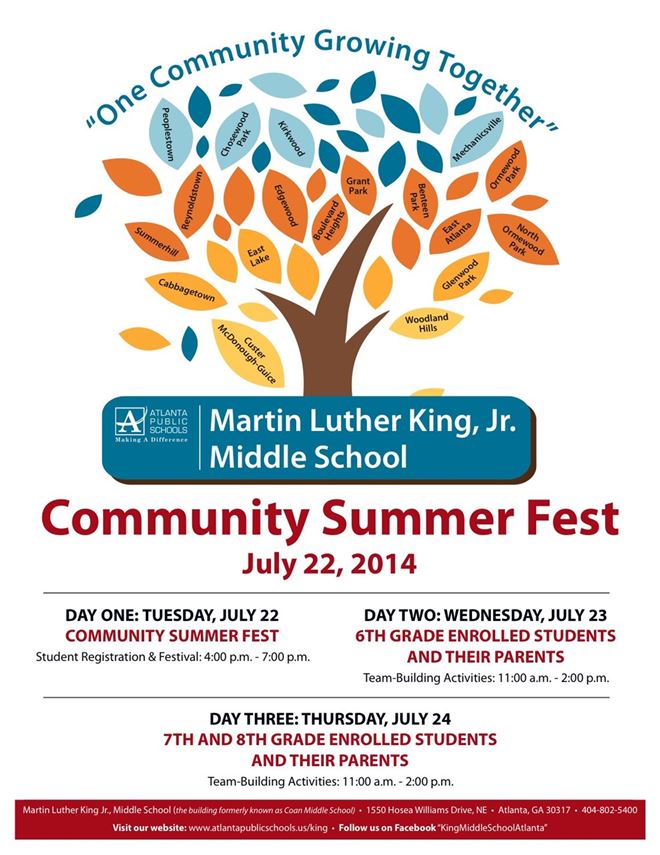 "One Community Growing Together"
Peoplestown
Chosewood
Park
Kirkwood
Mechanicsville
Reynoldstown
Edgewood
Boulevard
Heights
Grant
Park
Benteen
Park
Ormewood
Park
Summerhill
East
Lake
East
Atlanta
North
Ormewood
Park
Cabbagetown
Glenwood
Park
Custer
McDonough-Guice
Woodland
Hills
ATLANTA
PUBLIC
SCHOOLS
Making A Difference
Martin Luther King, Jr.
Middle School
Community Summer Fest
July 22, 2014
DAY ONE: TUESDAY, JULY 22
COMMUNITY SUMMER FEST
Student Registration & Festival: 4:00 p.m. - 7:00 p.m.
DAY TWO: WEDNESDAY, JULY 23
6TH GRADE ENROLLED STUDENTS
AND THEIR PARENTS
Team-Building Activities: 11:00 a.m. - 2:00 p.m.
DAY THREE: THURSDAY, JULY 24
7TH AND 8TH GRADE ENROLLED STUDENTS
AND THEIR PARENTS
Team-Building Activities: 11:00 a.m. - 2:00 p.m.
Martin Luther King Jr., Middle School (the building formerly known as Coan Middle School) • 1550 Hosea Williams Drive, NE • Atlanta, GA 30317 • 404-802-5400
Visit our website: www.atlantapublicschools.us/king • Follow us on Facebook "KingMiddleSchoolAtlanta"